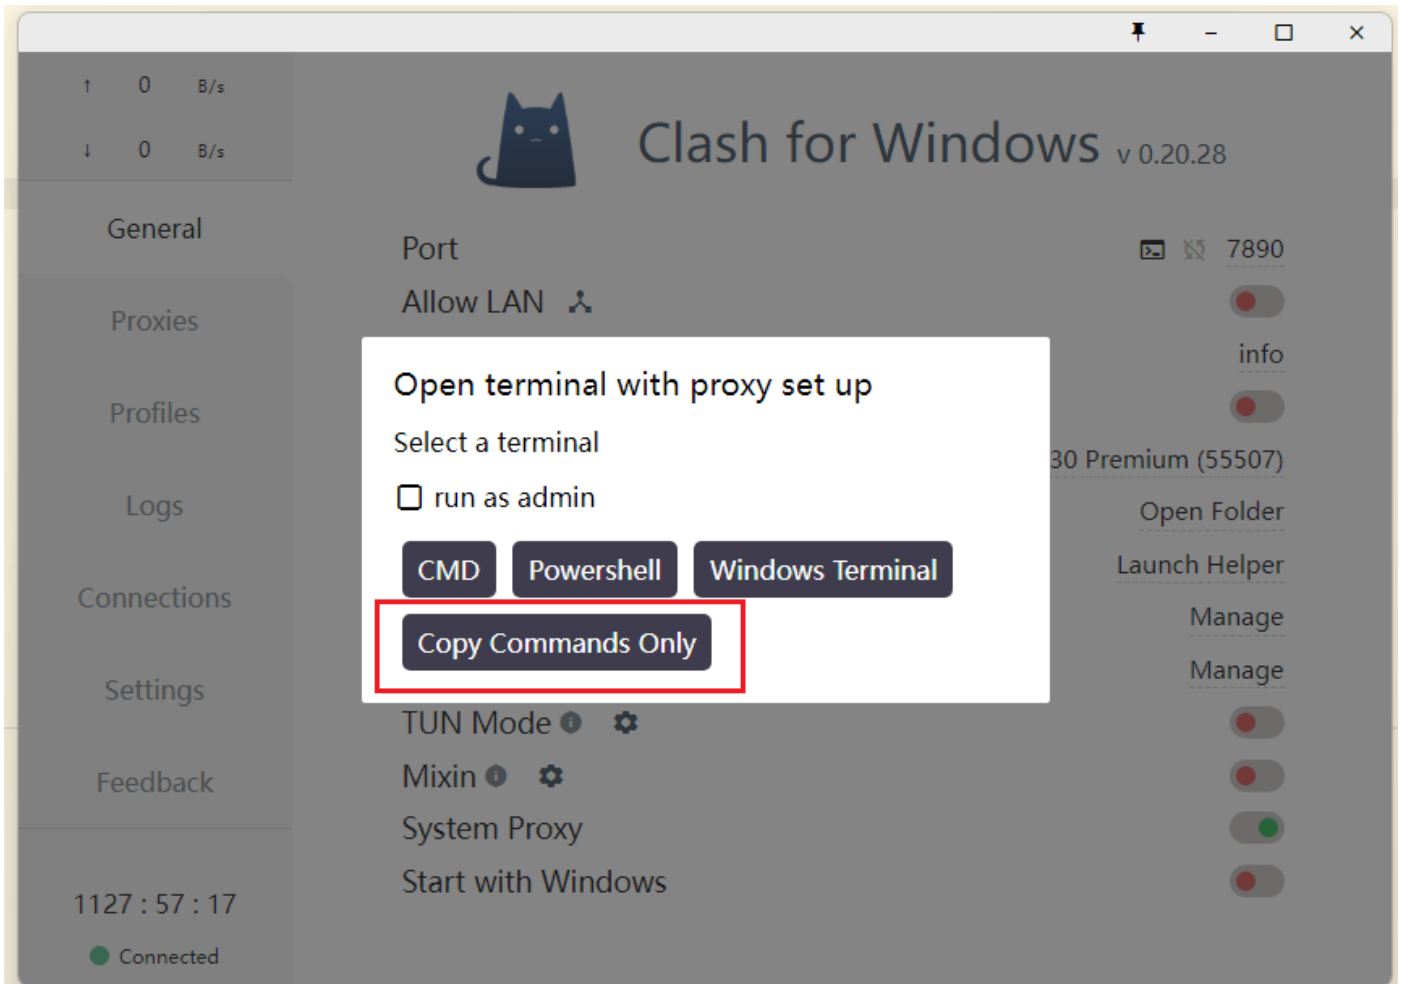 ↑ 0 B/s
↓ 0 B/s
General
Proxies
Profiles
Logs
Connections
Settings
Feedback
1127 : 57 : 17
Connected
Clash for Windows v 0.20.28
Port 7890
Allow LAN
info
30 Premium (55507)
Open Folder
Launch Helper
Manage
Manage
Open terminal with proxy set up
Select a terminal
run as admin
CMD Powershell Windows Terminal
Copy Commands Only
TUN Mode
Mixin
System Proxy
Start with Windows